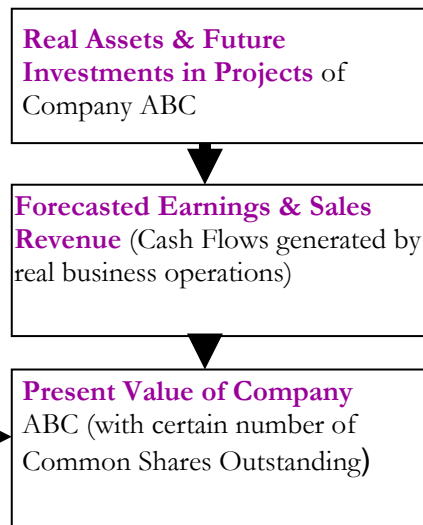 Real Assets & Future
Investments in Projects of
Company ABC
Forecasted Earnings & Sales
Revenue (Cash Flows generated by
real business operations)
Present Value of Company
ABC (with certain number of
Common Shares Outstanding)